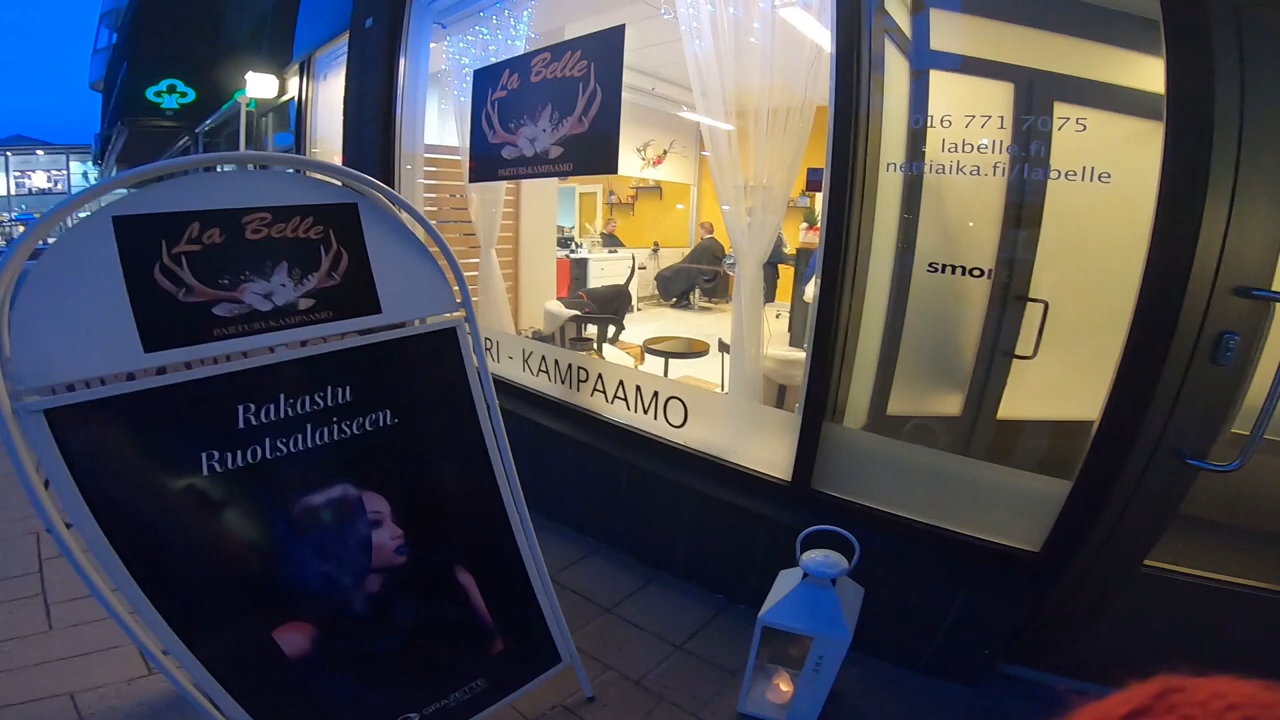 La Belle
PARTURI-KAMPAAMO
Rakastu
Ruotsalaiseen.
GRAZETTE
La Belle
PARTURI-KAMPAAMO
RI - KAMPAAMO
016 771 7075
labelle.fi
nettiaika.fi/labelle